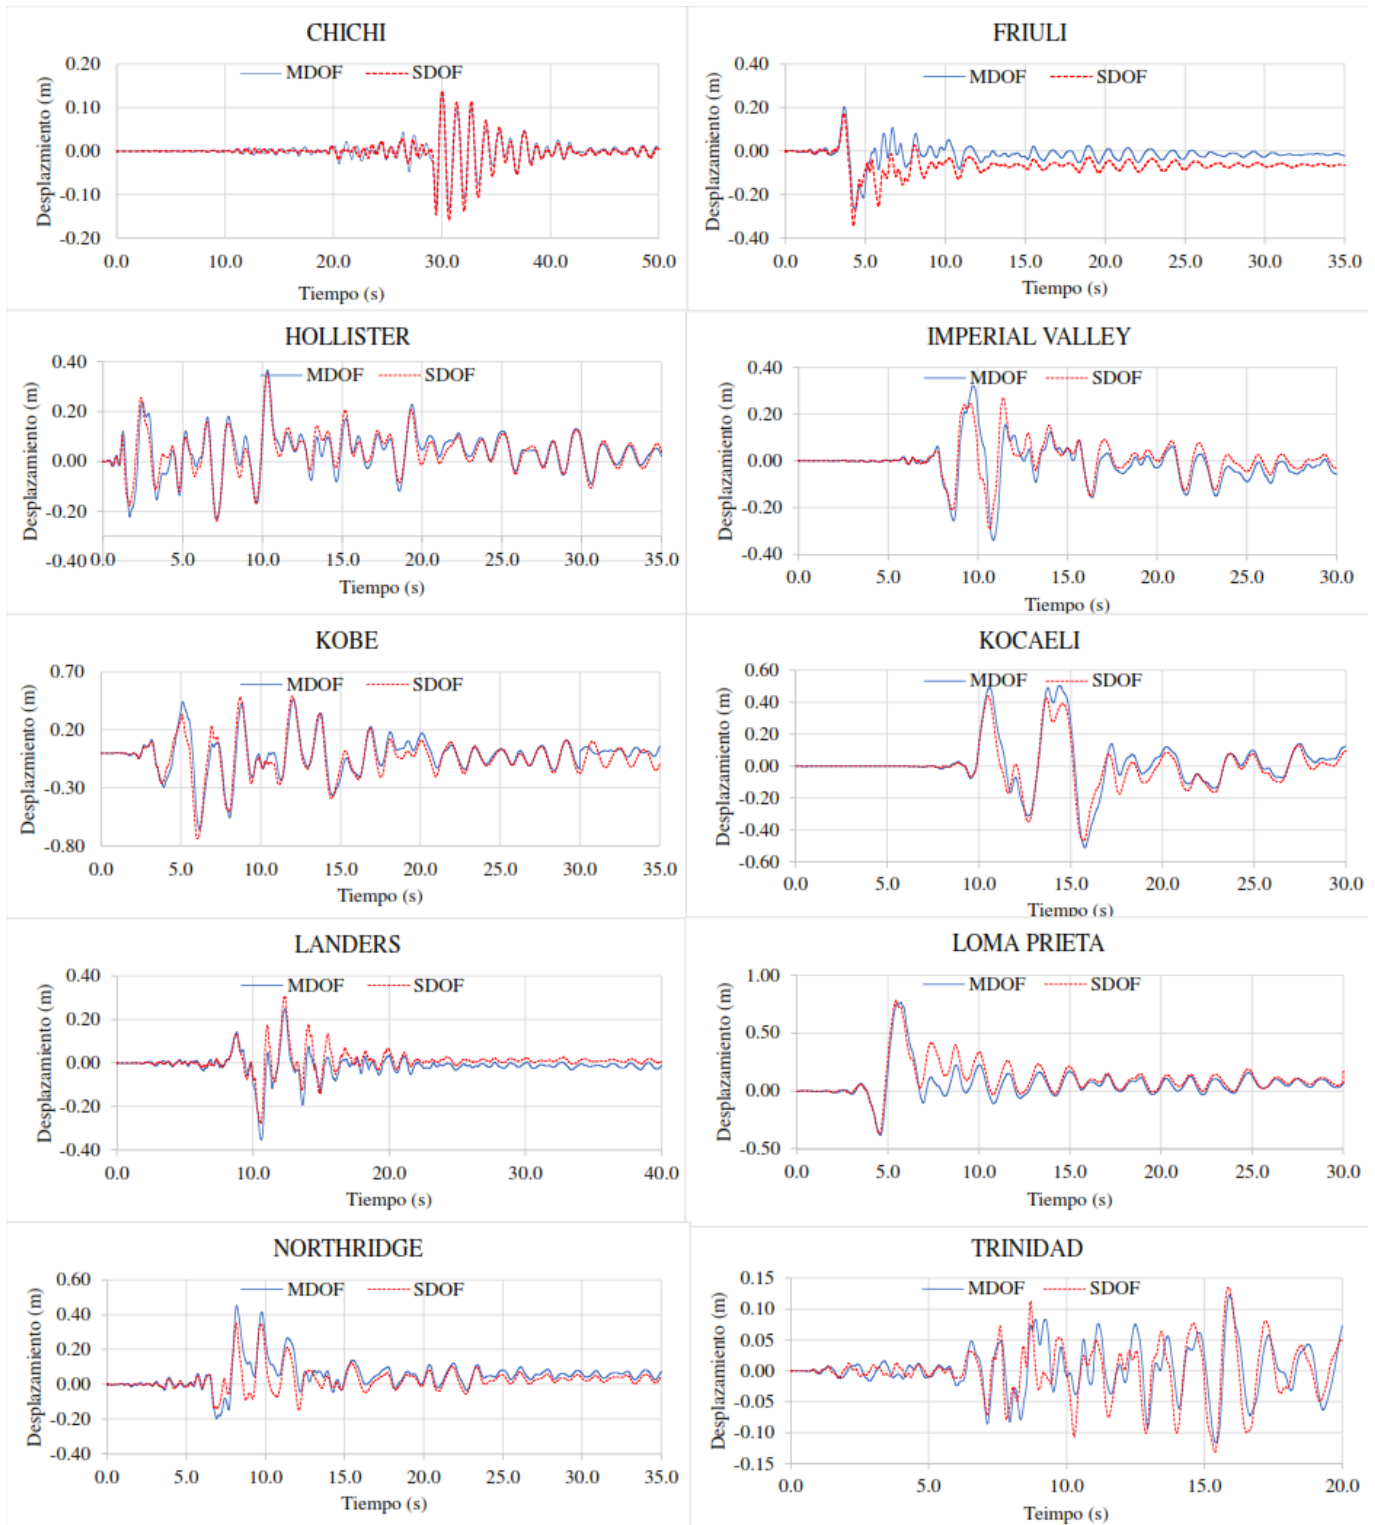 CHICHI
MDOF SDOF
0.20
0.10
0.00
-0.10
-0.20
Desplazmiento (m)
0.0 10.0 20.0 30.0 40.0 50.0
Tiempo (s)
FRIULI
MDOF SDOF
0.40
0.20
0.00
-0.20
-0.40
Desplazamiento (m)
0.0 5.0 10.0 15.0 20.0 25.0 30.0 35.0
Tiempo (s)
HOLLISTER
MDOF SDOF
0.40
0.20
0.00
-0.20
-0.40
Desplazamiento (m)
0.0 5.0 10.0 15.0 20.0 25.0 30.0 35.0
Tiempo (s)
IMPERIAL VALLEY
MDOF SDOF
0.40
0.20
0.00
-0.20
-0.40
Desplazamiento (m)
0.0 5.0 10.0 15.0 20.0 25.0 30.0
Tiempo (s)
KOBE
MDOF SDOF
0.70
0.20
-0.30
-0.80
Desplazmiento (m)
0.0 5.0 10.0 15.0 20.0 25.0 30.0 35.0
Tiempo (s)
KOCAELI
MDOF SDOF
0.60
0.40
0.20
0.00
-0.20
-0.40
-0.60
Desplazamiento (m)
0.0 5.0 10.0 15.0 20.0 25.0 30.0
Tiempo (s)
LANDERS
MDOF SDOF
0.40
0.20
0.00
-0.20
-0.40
Desplazamiento (m)
0.0 10.0 20.0 30.0 40.0
Tiempo (s)
LOMA PRIETA
MDOF SDOF
1.00
0.50
0.00
-0.50
Desplazamiento (m)
0.0 5.0 10.0 15.0 20.0 25.0 30.0
Tiempo (s)
NORTHRIDGE
MDOF SDOF
0.60
0.40
0.20
0.00
-0.20
-0.40
Desplazamiento (m)
0.0 5.0 10.0 15.0 20.0 25.0 30.0 35.0
Tiempo (s)
TRINIDAD
MDOF SDOF
0.15
0.10
0.05
0.00
-0.05
-0.10
-0.15
Desplazamiento (m)
0.0 5.0 10.0 15.0 20.0
Teimpo (s)